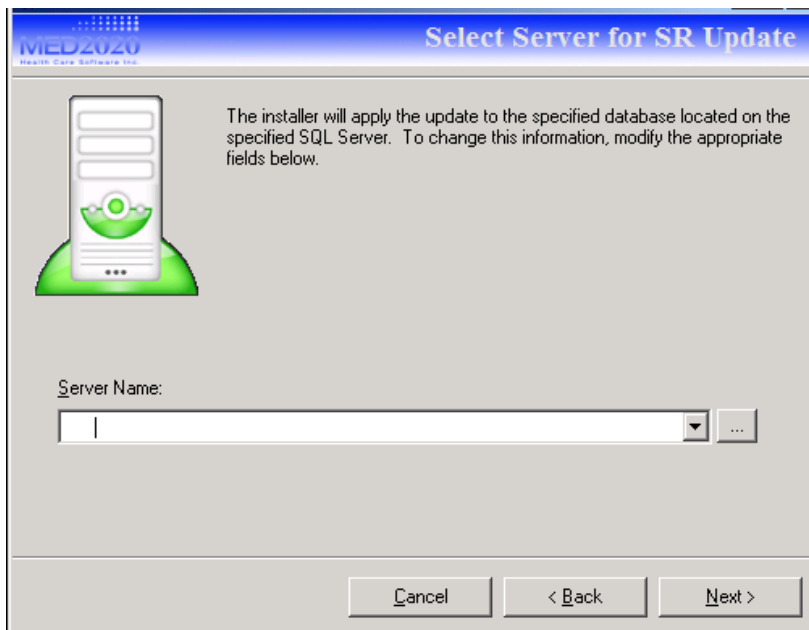 MED2020
Health Care Software Inc.
Select Server for SR Update
The installer will apply the update to the specified database located on the
specified SQL Server.  To change this information, modify the appropriate
fields below.
Server Name:
...
Cancel
< Back
Next >